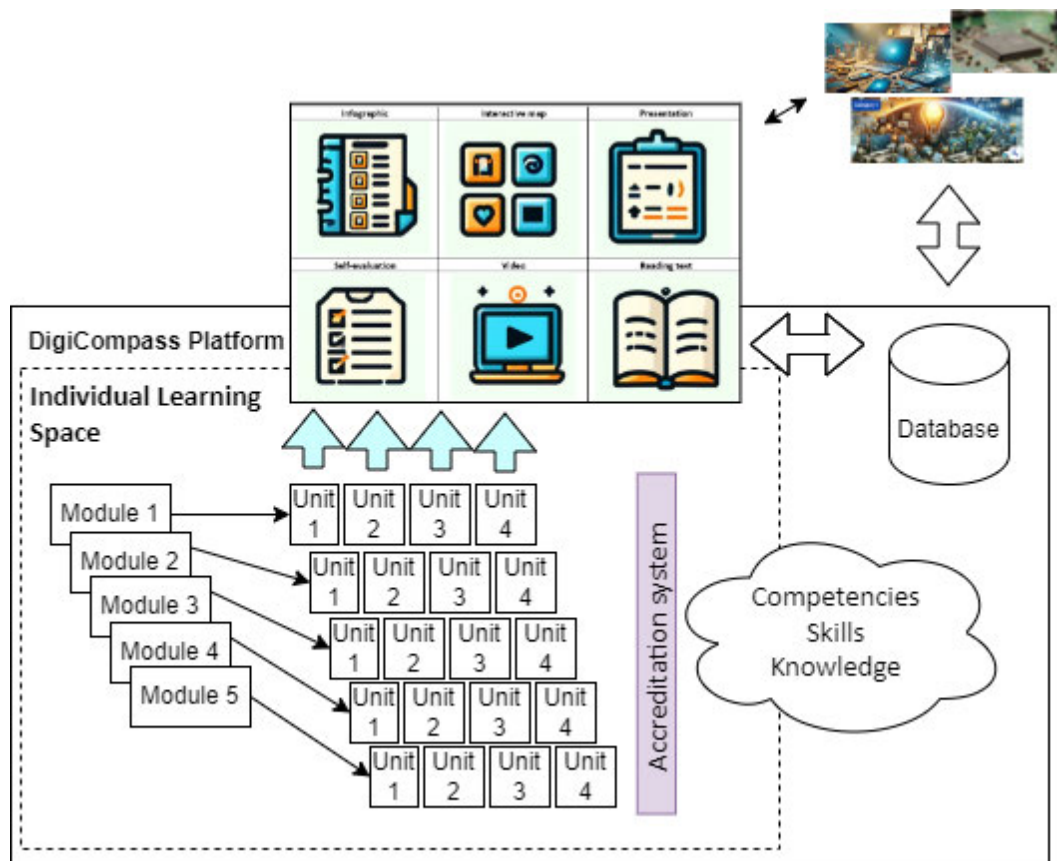 Infographic
Interactive map
Presentation
Self-evaluation
Video
Reading text
DigiCompass Platform
Individual Learning
Space
Database
Module 1
Unit
1
Unit
2
Unit
3
Unit
4
Module 2
Unit
1
Unit
2
Unit
3
Unit
4
Module 3
Unit
1
Unit
2
Unit
3
Unit
4
Module 4
Unit
1
Unit
2
Unit
3
Unit
4
Module 5
Unit
1
Unit
2
Unit
3
Unit
4
Accreditation system
Competencies
Skills
Knowledge